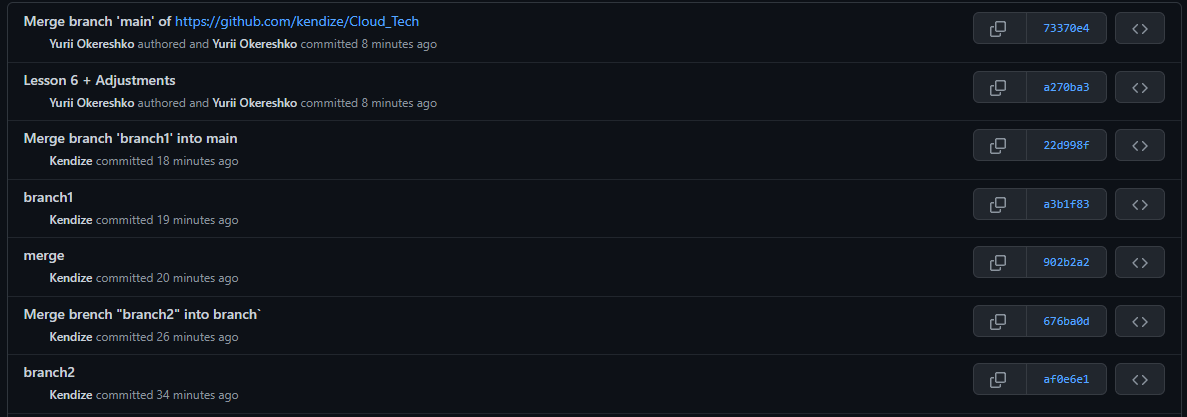 Merge branch 'main' of https://github.com/kendize/Cloud_Tech
73370e4
Yurii Okereshko authored and Yurii Okereshko committed 8 minutes ago
Lesson 6 + Adjustments
a270ba3
Yurii Okereshko authored and Yurii Okereshko committed 8 minutes ago
Merge branch 'branch1' into main
22d998f
Kendize committed 18 minutes ago
branch1
a3b1f83
Kendize committed 19 minutes ago
merge
902b2a2
Kendize committed 20 minutes ago
Merge brench "branch2" into branch`
676ba0d
Kendize committed 26 minutes ago
branch2
af0e6e1
Kendize committed 34 minutes ago